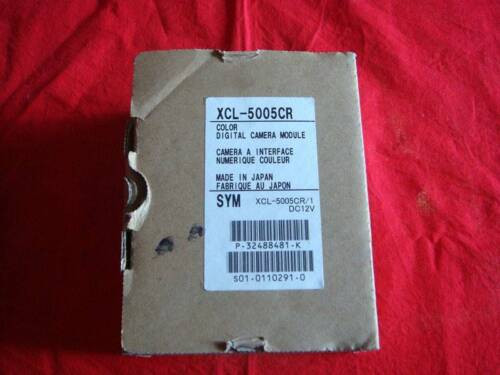 XCL-5005CR
COLOR
DIGITAL CAMERA MODULE
CAMERA A INTERFACE
NUMERIQUE COULEUR
MADE IN JAPAN
FABRIQUE AU JAPON
SYM XCL-5005CR/1
DC12V
P-32488481-K
S01-0110291-0